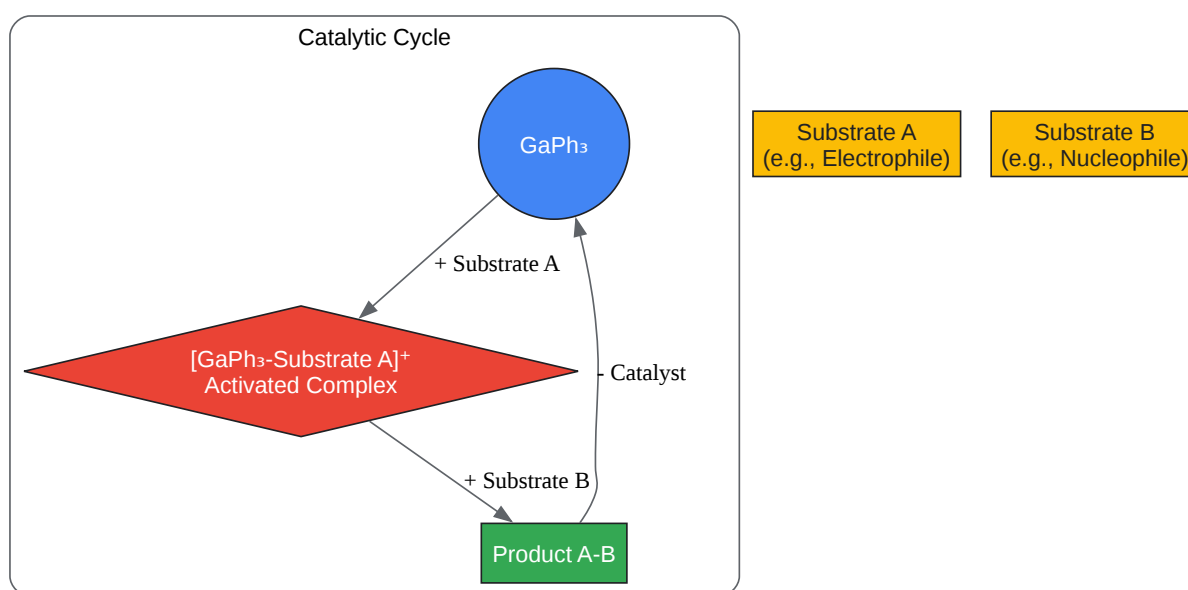 Catalytic Cycle
GaPh₃
Substrate A
(e.g., Electrophile)
Substrate B
(e.g., Nucleophile)
+ Substrate A
[GaPh₃-Substrate A]⁺
Activated Complex
- Catalyst
+ Substrate B
Product A-B